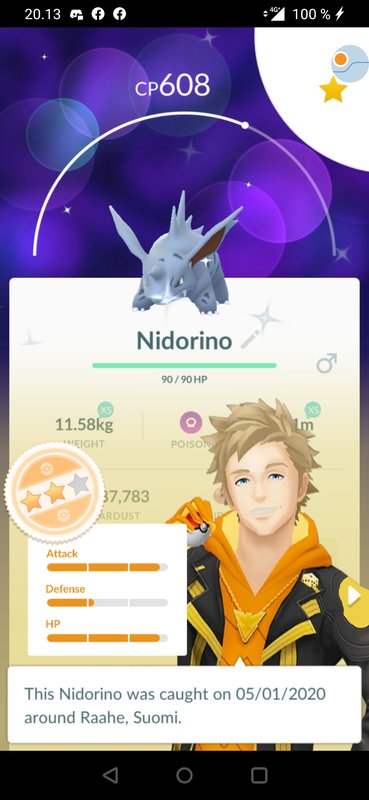 20.13
4G+
100 %
CP608
Nidorino
90 / 90 HP
XS
XS
11.58kg
1m
WEIGHT
POISON
37,783
STARDUST
Attack
Defense
HP
This Nidorino was caught on 05/01/2020
around Raahe, Suomi.